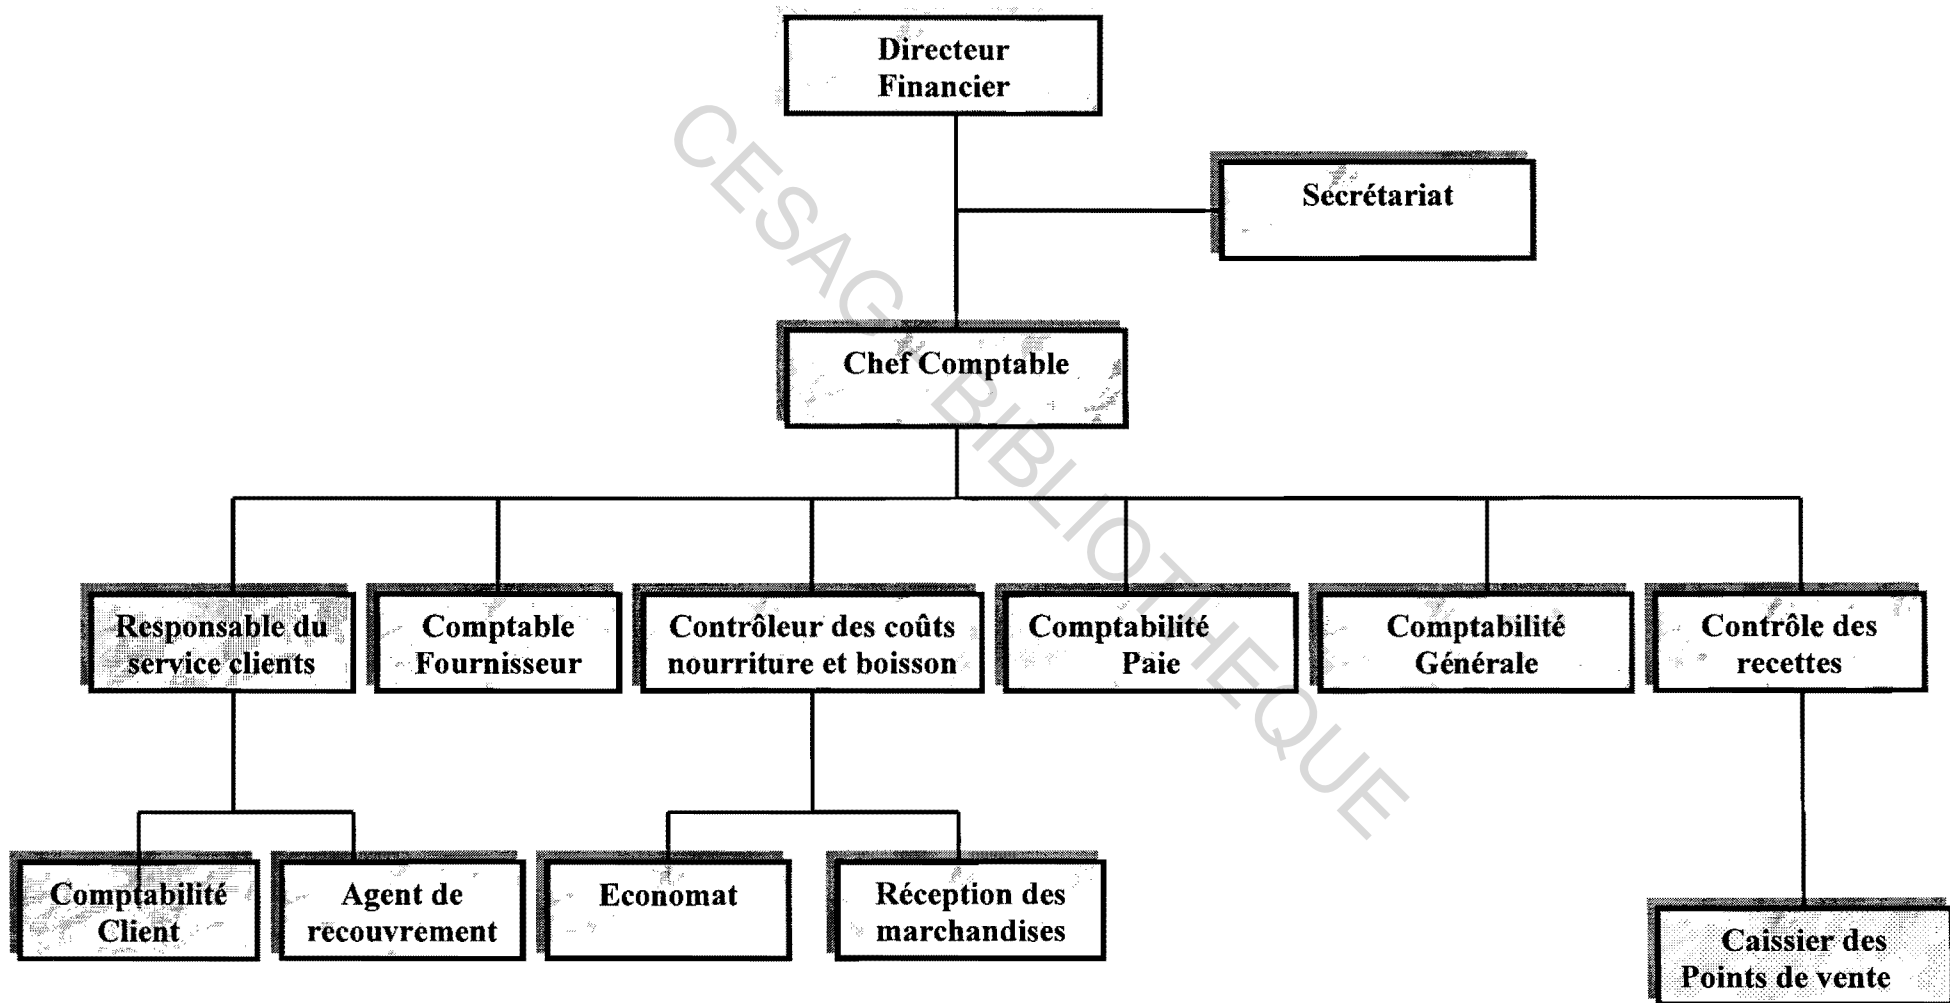 Directeur
Financier
Secrétariat
Chef Comptable
Responsable du
service clients
Comptable
Fournisseur
Contrôleur des coûts
nourriture et boisson
Comptabilité
Paie
Comptabilité
Générale
Contrôle des
recettes
Comptabilité
Client
Agent de
recouvrement
Economat
Réception des
marchandises
Caissier des
Points de vente
CESAG - BIBLIOTHEQUE